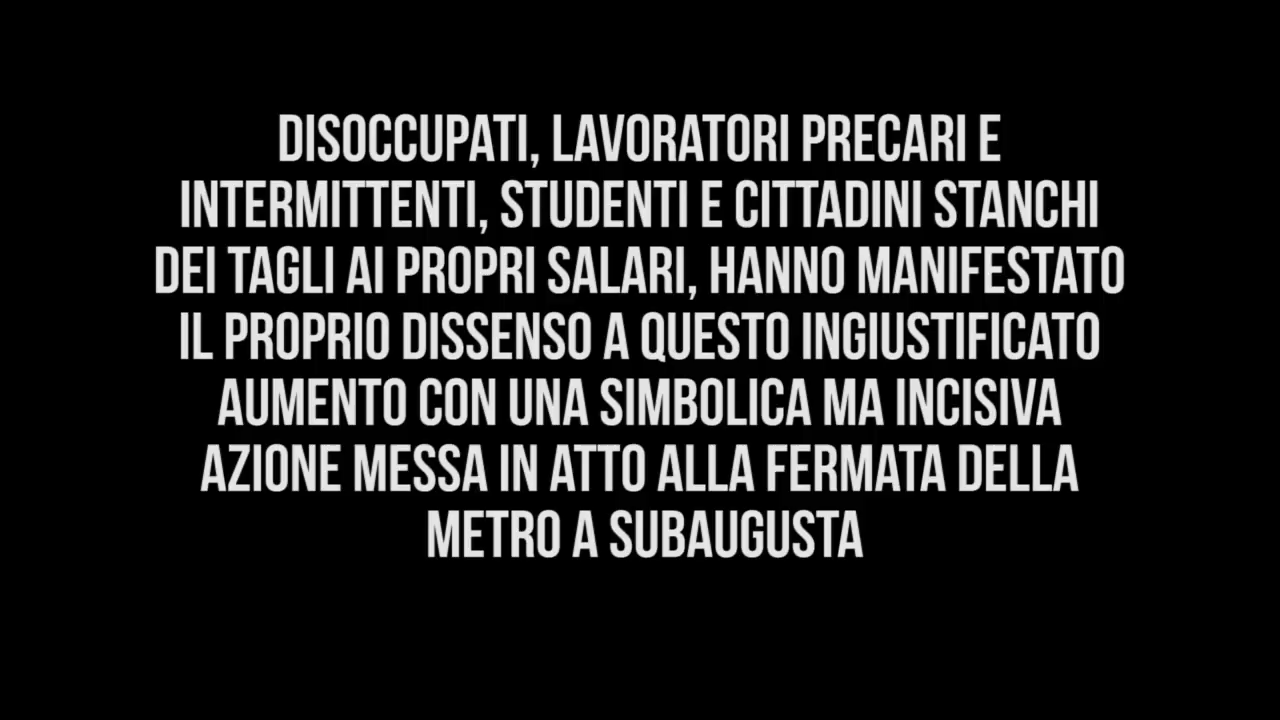 DISOCCUPATI, LAVORATORI PRECARI E
INTERMITTENTI, STUDENTI E CITTADINI STANCHI
DEI TAGLI AI PROPRI SALARI, HANNO MANIFESTATO
IL PROPRIO DISSENSO A QUESTO INGIUSTIFICATO
AUMENTO CON UNA SIMBOLICA MA INCISIVA
AZIONE MESSA IN ATTO ALLA FERMATA DELLA
METRO A SUBAUGUSTA